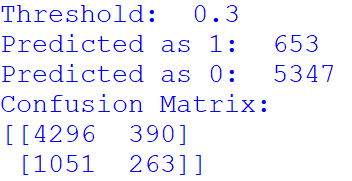 Threshold:  0.3
Predicted as 1:  653
Predicted as 0:  5347
Confusion Matrix:
[[4296  390]
 [1051  263]]